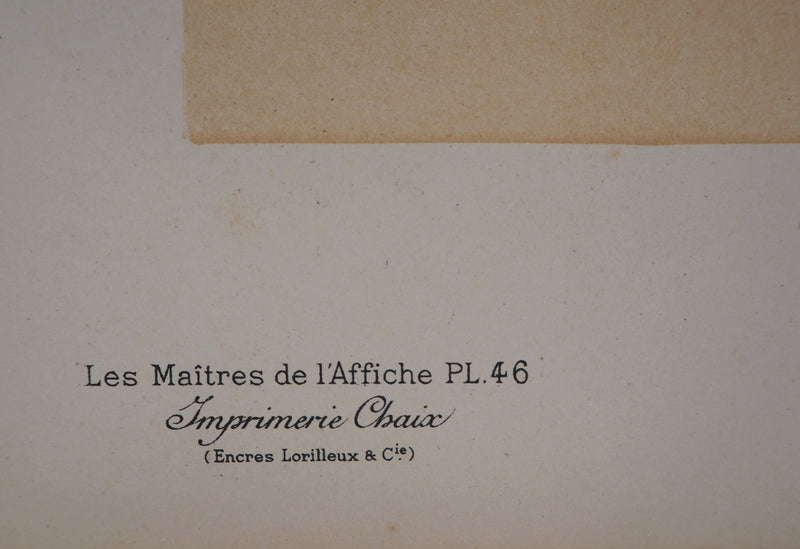 Les Maîtres de l'Affiche PL.46
Imprimerie Chaix
(Encres Lorilleux & Cie)